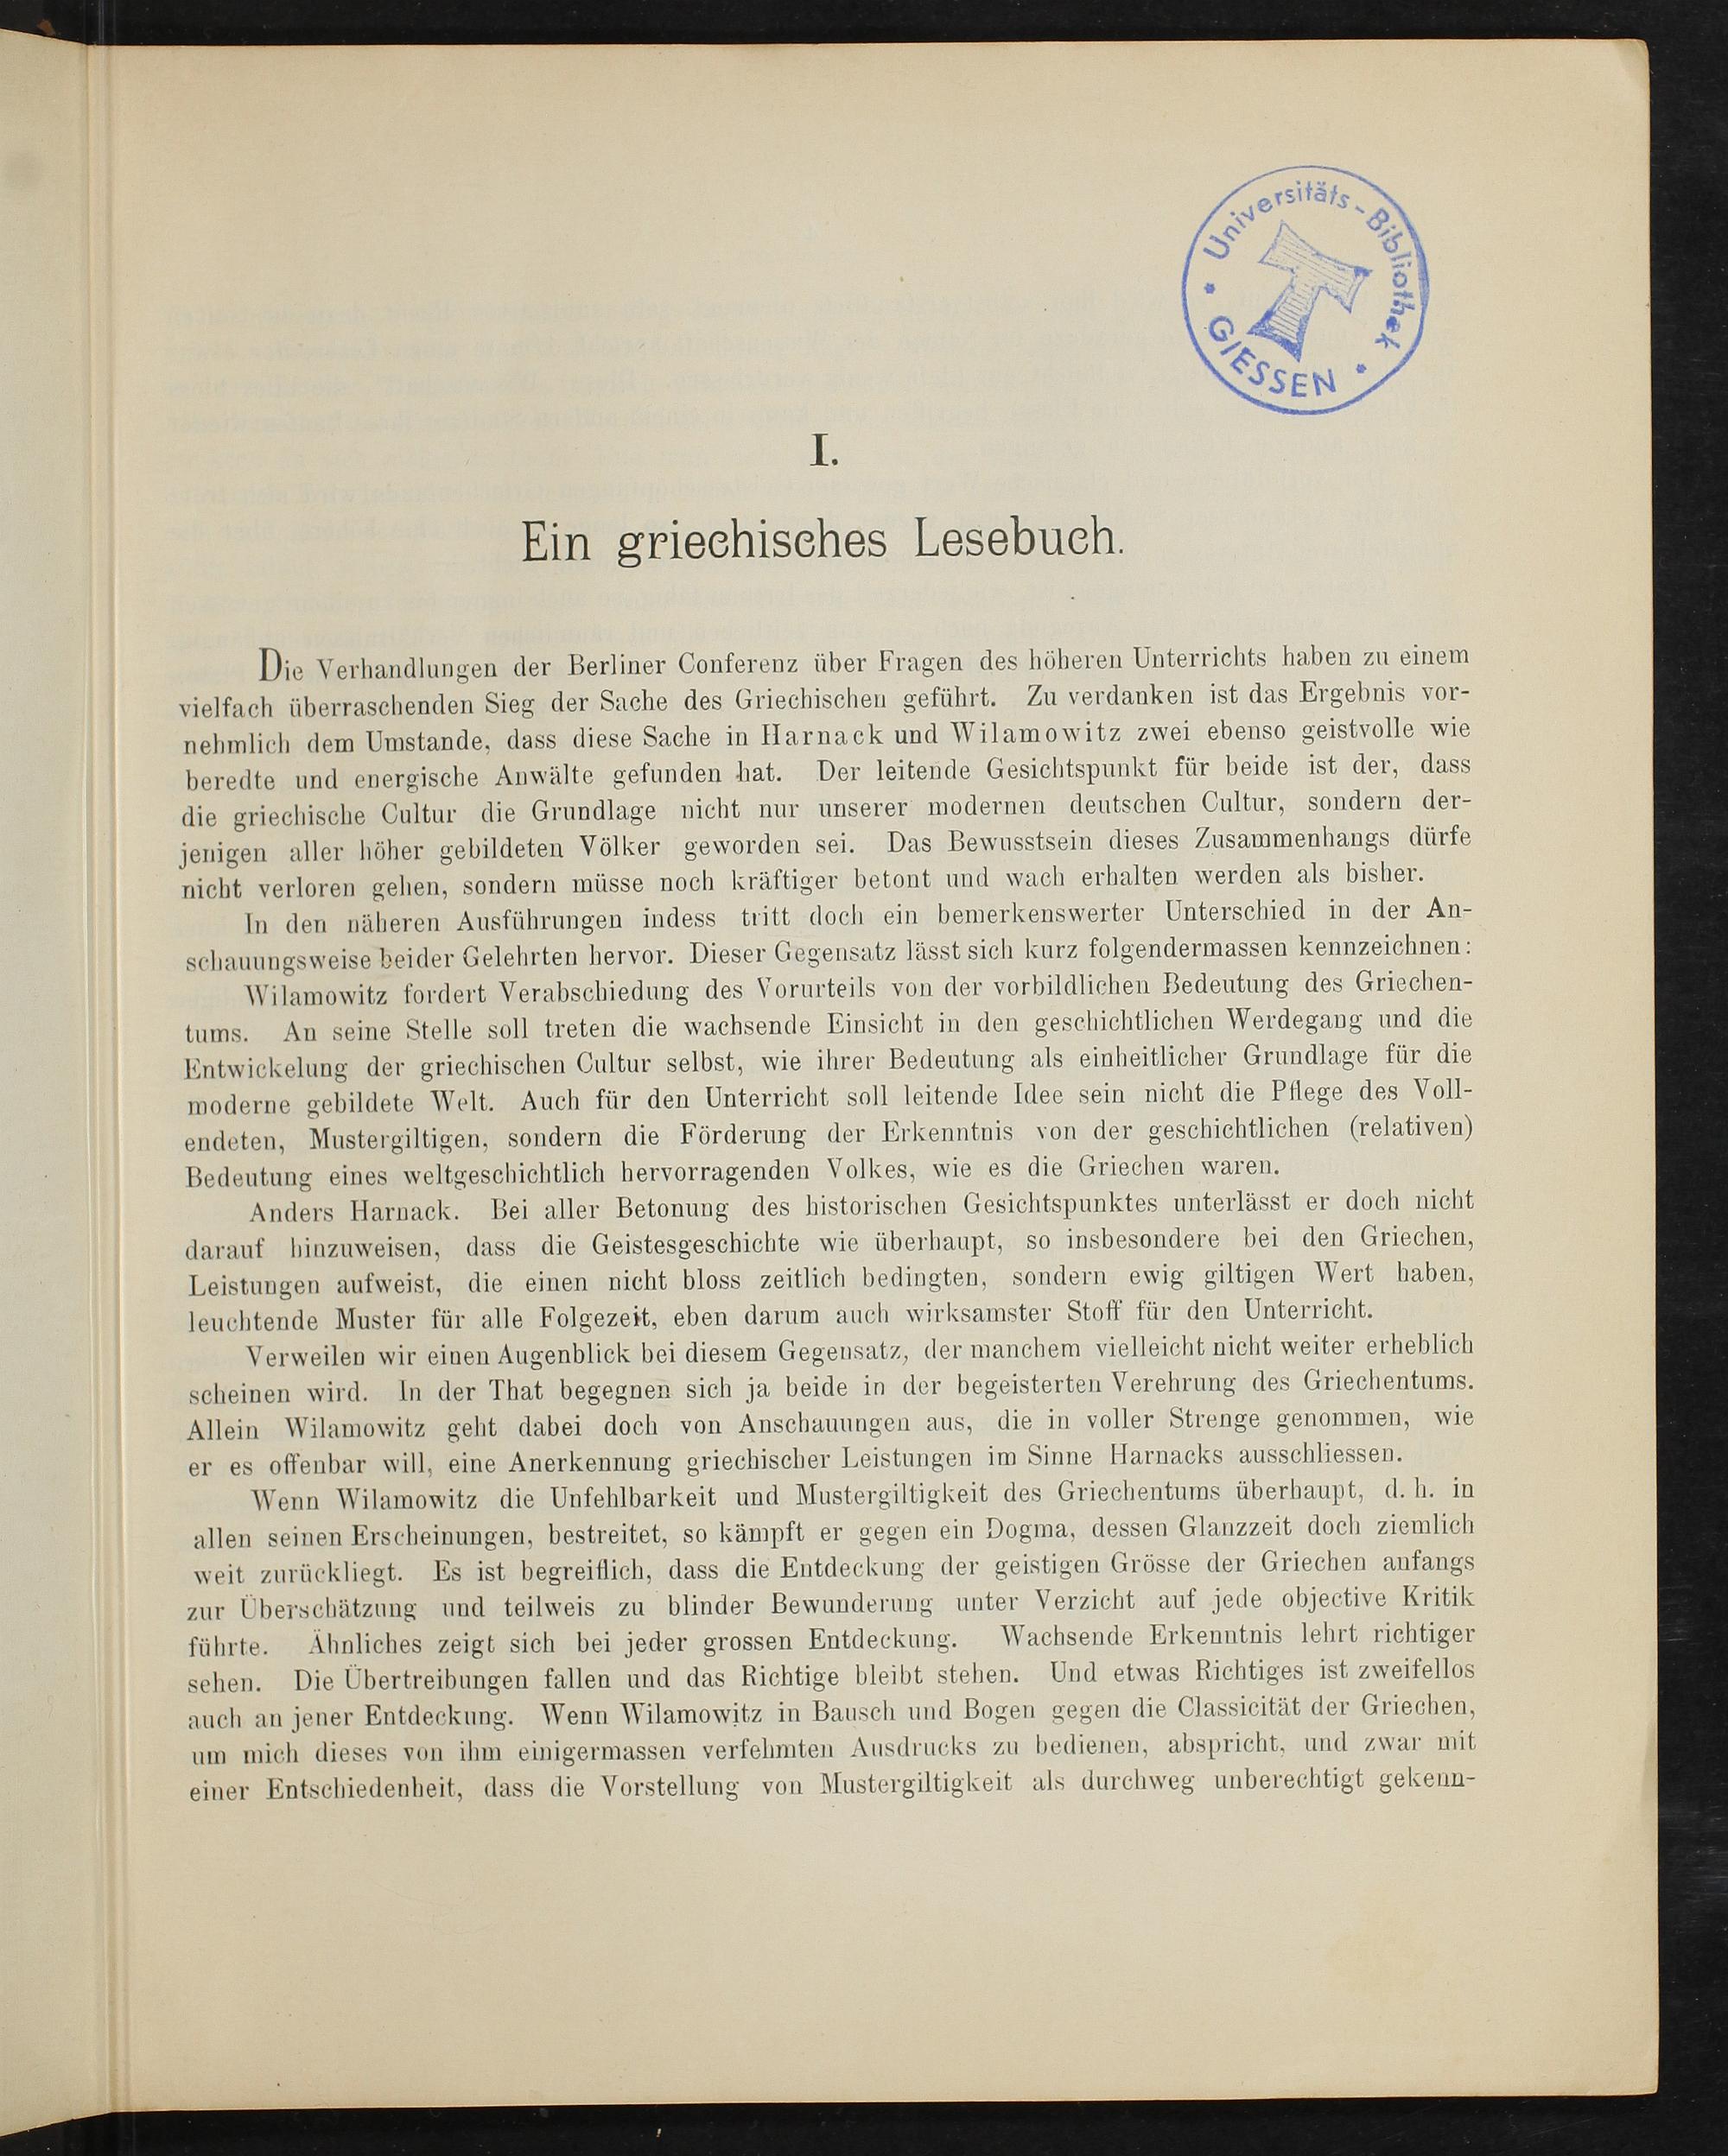 Universitäts-Bibliothek
GIESSEN
I.
Ein griechisches Lesebuch.
Die Verhandlungen der Berliner Conferenz über Fragen des höheren Unterrichts haben zu einem
vielfach überraschenden Sieg der Sache des Griechischen geführt. Zu verdanken ist das Ergebnis vor-
nehmlich dem Umstande, dass diese Sache in Harnack und Wilamowitz zwei ebenso geistvolle wie
beredte und energische Anwälte gefunden hat. Der leitende Gesichtspunkt für beide ist der, dass
die griechische Cultur die Grundlage nicht nur unserer modernen deutschen Cultur, sondern der-
jenigen aller höher gebildeten Völker geworden sei. Das Bewusstsein dieses Zusammenhangs dürfe
nicht verloren gehen, sondern müsse noch kräftiger betont und wach erhalten werden als bisher.
In den näheren Ausführungen indess tritt doch ein bemerkenswerter Unterschied in der An-
schauungsweise beider Gelehrten hervor. Dieser Gegensatz lässt sich kurz folgendermassen kennzeichnen:
Wilamowitz fordert Verabschiedung des Vorurteils von der vorbildlichen Bedeutung des Griechen-
tums. An seine Stelle soll treten die wachsende Einsicht in den geschichtlichen Werdegang und die
Entwickelung der griechischen Cultur selbst, wie ihrer Bedeutung als einheitlicher Grundlage für die
moderne gebildete Welt. Auch für den Unterricht soll leitende Idee sein nicht die Pflege des Voll-
endeten, Mustergiltigen, sondern die Förderung der Erkenntnis von der geschichtlichen (relativen)
Bedeutung eines weltgeschichtlich hervorragenden Volkes, wie es die Griechen waren.
Anders Harnack. Bei aller Betonung des historischen Gesichtspunktes unterlässt er doch nicht
darauf hinzuweisen, dass die Geistesgeschichte wie überhaupt, so insbesondere bei den Griechen,
Leistungen aufweist, die einen nicht bloss zeitlich bedingten, sondern ewig giltigen Wert haben,
leuchtende Muster für alle Folgezeit, eben darum auch wirksamster Stoff für den Unterricht.
Verweilen wir einen Augenblick bei diesem Gegensatz, der manchem vielleicht nicht weiter erheblich
scheinen wird. In der That begegnen sich ja beide in der begeisterten Verehrung des Griechentums.
Allein Wilamowitz geht dabei doch von Anschauungen aus, die in voller Strenge genommen, wie
er es offenbar will, eine Anerkennung griechischer Leistungen im Sinne Harnacks ausschliessen.
Wenn Wilamowitz die Unfehlbarkeit und Mustergiltigkeit des Griechentums überhaupt, d. h. in
allen seinen Erscheinungen, bestreitet, so kämpft er gegen ein Dogma, dessen Glanzzeit doch ziemlich
weit zurückliegt. Es ist begreiflich, dass die Entdeckung der geistigen Grösse der Griechen anfangs
zur Überschätzung und teilweis zu blinder Bewunderung unter Verzicht auf jede objective Kritik
führte. Ähnliches zeigt sich bei jeder grossen Entdeckung. Wachsende Erkenntnis lehrt richtiger
sehen. Die Übertreibungen fallen und das Richtige bleibt stehen. Und etwas Richtiges ist zweifellos
auch an jener Entdeckung. Wenn Wilamowitz in Bausch und Bogen gegen die Classicität der Griechen,
um mich dieses von ihm einigermassen verfehmten Ausdrucks zu bedienen, abspricht, und zwar mit
einer Entschiedenheit, dass die Vorstellung von Mustergiltigkeit als durchweg unberechtigt gekenn-